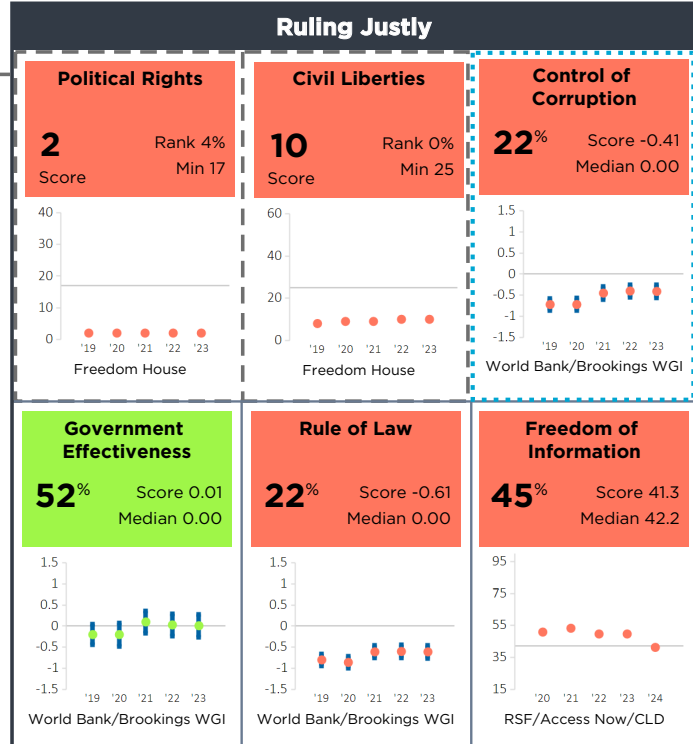 Ruling Justly
Political Rights
2
Score
Rank 4%
Min 17
40
30
20
10
0
'19 '20 '21 '22 '23
Freedom House
Civil Liberties
10
Score
Rank 0%
Min 25
60
40
20
0
'19 '20 '21 '22 '23
Freedom House
Control of
Corruption
22%
Score -0.41
Median 0.00
1.5
1
0.5
0
-0.5
-1
-1.5
'19 '20 '21 '22 '23
World Bank/Brookings WGI
Government
Effectiveness
52%
Score 0.01
Median 0.00
1.5
1
0.5
0
-0.5
-1
-1.5
'19 '20 '21 '22 '23
World Bank/Brookings WGI
Rule of Law
22%
Score -0.61
Median 0.00
1.5
1
0.5
0
-0.5
-1
-1.5
'19 '20 '21 '22 '23
World Bank/Brookings WGI
Freedom of
Information
45%
Score 41.3
Median 42.2
95
75
55
35
15
'20 '21 '22 '23 '24
RSF/Access Now/CLD